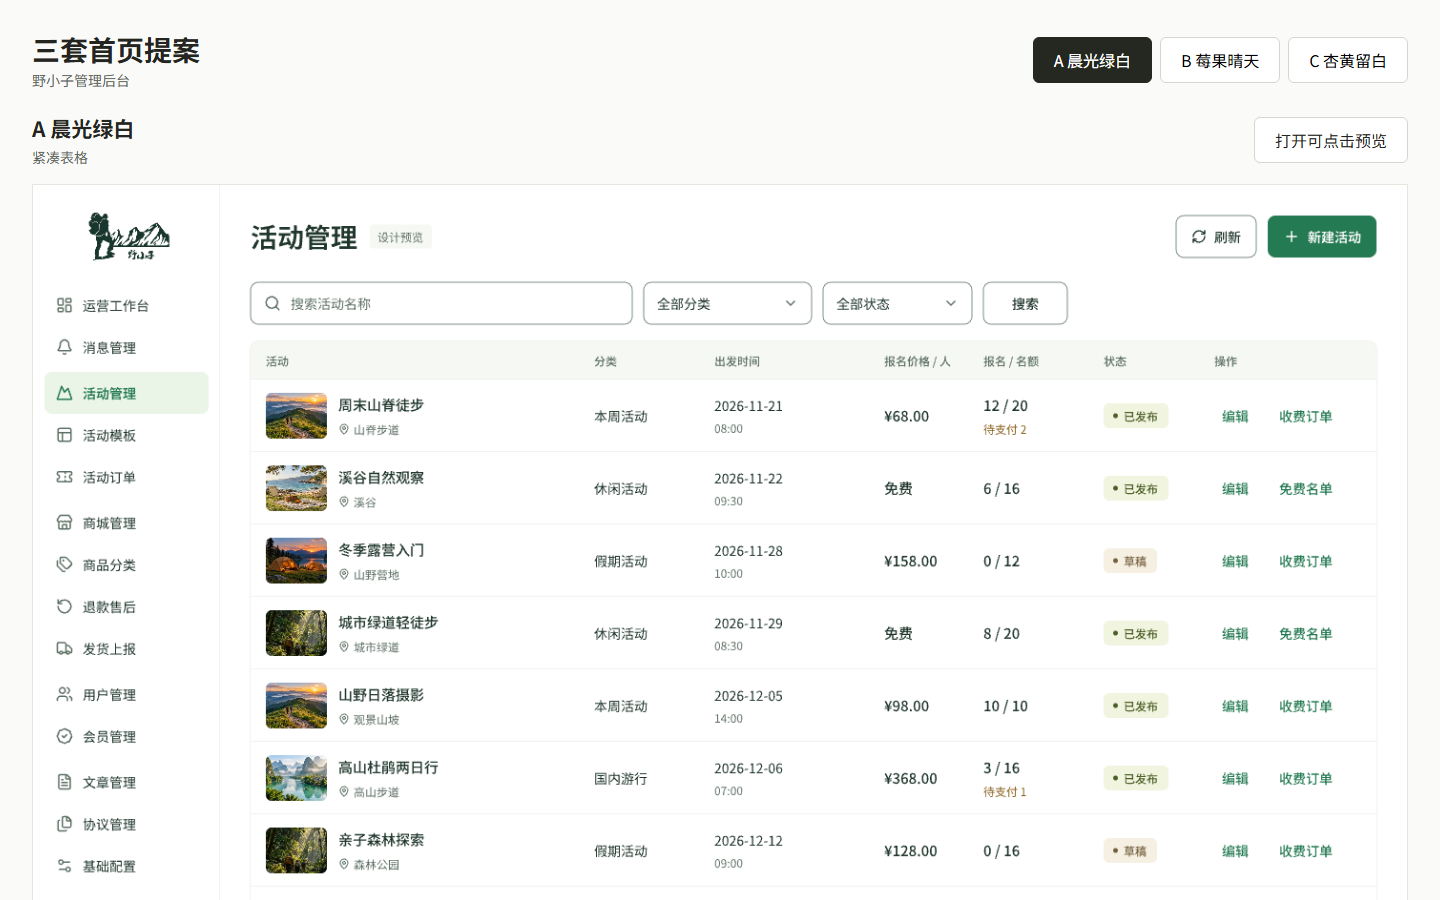 三套首页提案
野小子管理后台
A 晨光绿白
B 莓果晴天
C 杏黄留白
A 晨光绿白
紧凑表格
打开可点击预览
野小子
运营工作台
消息管理
活动管理
活动模板
活动订单
商城管理
商品分类
退款售后
发货上报
用户管理
会员管理
文章管理
协议管理
基础配置
活动管理
设计预览
刷新
新建活动
搜索活动名称
全部分类
全部状态
搜索
活动 分类 出发时间 报名价格 / 人 报名 / 名额 状态 操作
周末山脊徒步 本周活动 2026-11-21 ¥68.00 12 / 20 已发布 编辑 收费订单
山脊步道 08:00 待支付 2
溪谷自然观察 休闲活动 2026-11-22 免费 6 / 16 已发布 编辑 免费名单
溪谷 09:30
冬季露营入门 假期活动 2026-11-28 ¥158.00 0 / 12 草稿 编辑 收费订单
山野营地 10:00
城市绿道轻徒步 休闲活动 2026-11-29 免费 8 / 20 已发布 编辑 免费名单
城市绿道 08:30
山野日落摄影 本周活动 2026-12-05 ¥98.00 10 / 10 已发布 编辑 收费订单
观景山坡 14:00
高山杜鹃两日行 国内游行 2026-12-06 ¥368.00 3 / 16 已发布 编辑 收费订单
高山步道 07:00 待支付 1
亲子森林探索 假期活动 2026-12-12 ¥128.00 0 / 16 草稿 编辑 收费订单
森林公园 09:00